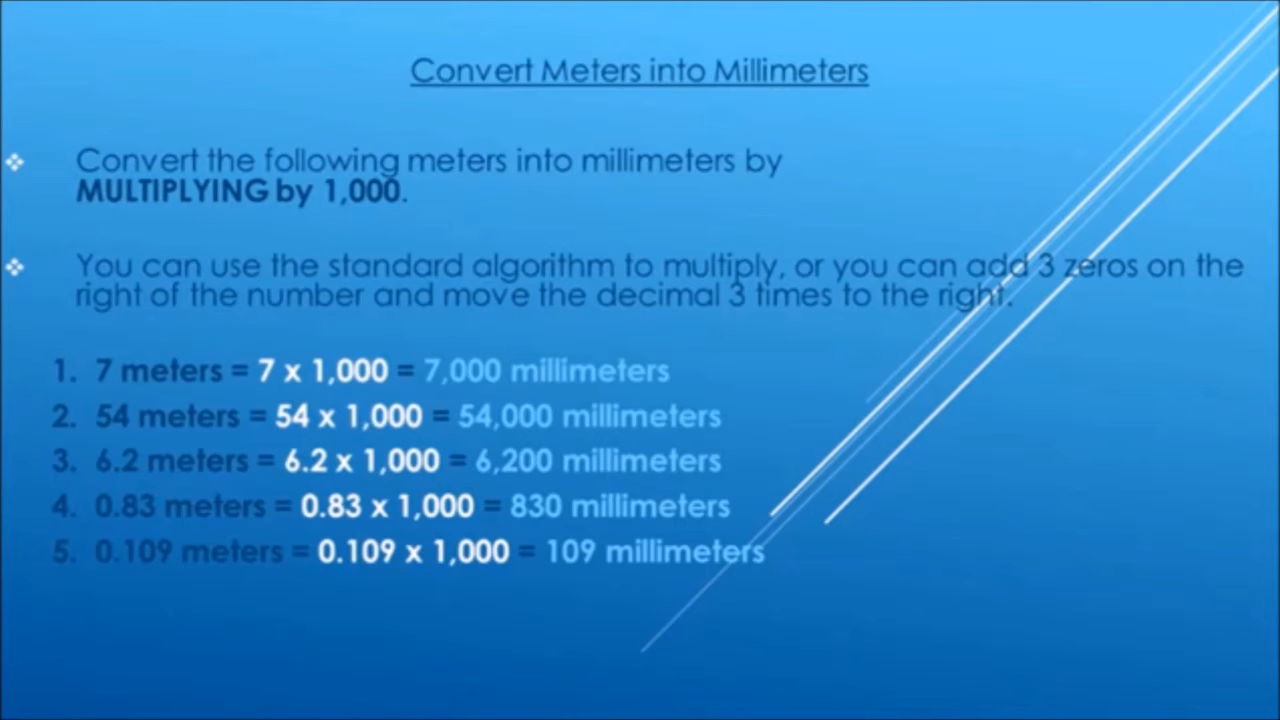 Convert Meters into Millimeters
Convert the following meters into millimeters by
MULTIPLYING by 1,000.
You can use the standard algorithm to multiply, or you can add 3 zeros on the
right of the number and move the decimal 3 times to the right.
1. 7 meters = 7 x 1,000 = 7,000 millimeters
2. 54 meters = 54 x 1,000 = 54,000 millimeters
3. 6.2 meters = 6.2 x 1,000 = 6,200 millimeters
4. 0.83 meters = 0.83 x 1,000 = 830 millimeters
5. 0.109 meters = 0.109 x 1,000 = 109 millimeters